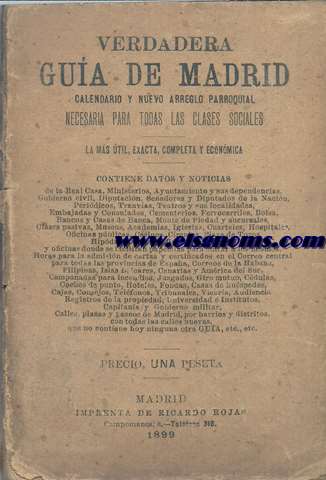 VERDADERA
GUÍA DE MADRID
CALENDARIO Y NUEVO ARREGLO PARROQUIAL
NECESARIA PARA TODAS LAS CLASES SOCIALES
LA MÁS ÚTIL, EXACTA, COMPLETA Y ECONÓMICA
CONTIENE DATOS Y NOTICIAS
de la Real Casa, Ministerios, Ayuntamiento y sus dependencias,
Gobierno civil, Diputación, Senadores y Diputados de la Nación,
Periódicos, Tranvías, Teatros y sus localidades,
Embajadas y Consulados, Cementerios, Ferrocarriles, Bolsa,
Bancos y Casas de Banca, Monte de Piedad y sucursales,
Clases pasivas, Museos, Academias, Iglesias, Cuarteles, Hospitales,
Oficinas públicas,
www.elsenoms.com
y oficinas donde se
Horas para la admisión de cartas y certificados en el Correo central
para todas las provincias de España, Correos de la Habana,
Filipinas, Islas Canarias y América del Sur,
Campanadas para incendios, Juzgados, Giro mutuo, Cédulas,
Coches de punto, Hoteles, Fondas, Casas de huéspedes,
Cajas, Consejos, Teléfonos, Tribunales, Vicaría, Audiencia
Registros de la propiedad, Universidad é Institutos,
Capitanía y Gobierno militar,
Calles, plazas y paseos de Madrid, por barrios y distritos,
con todas las calles nuevas,
que no contiene hoy ninguna otra GUÍA, etc., etc.
PRECIO, UNA PESETA
MADRID
IMPRENTA DE RICARDO ROJAS
Campomanes, 8.—Teléfono 316.
1899